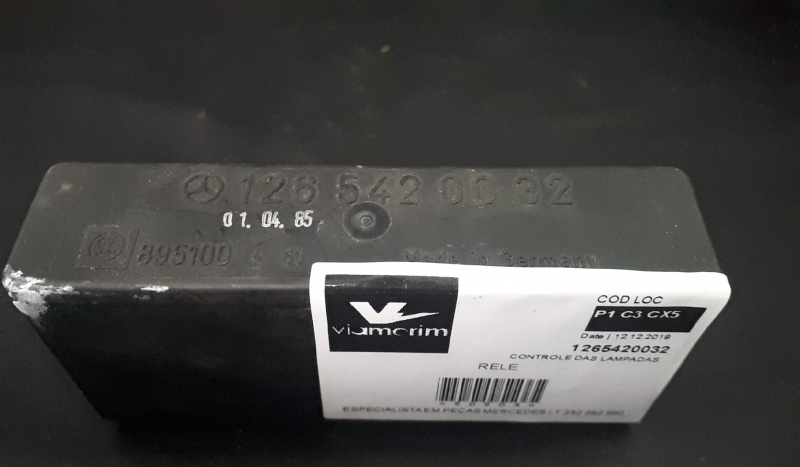 126 542 00 32
01. 04. 85
895100
Made in Germany
viamorim
COD LOC
P1 C3 CX5
Date / 12.12.2019
1265420032
CONTROLE DAS LAMPADAS
RELE
ESPECIALISTA EM PEÇAS MERCEDES / T